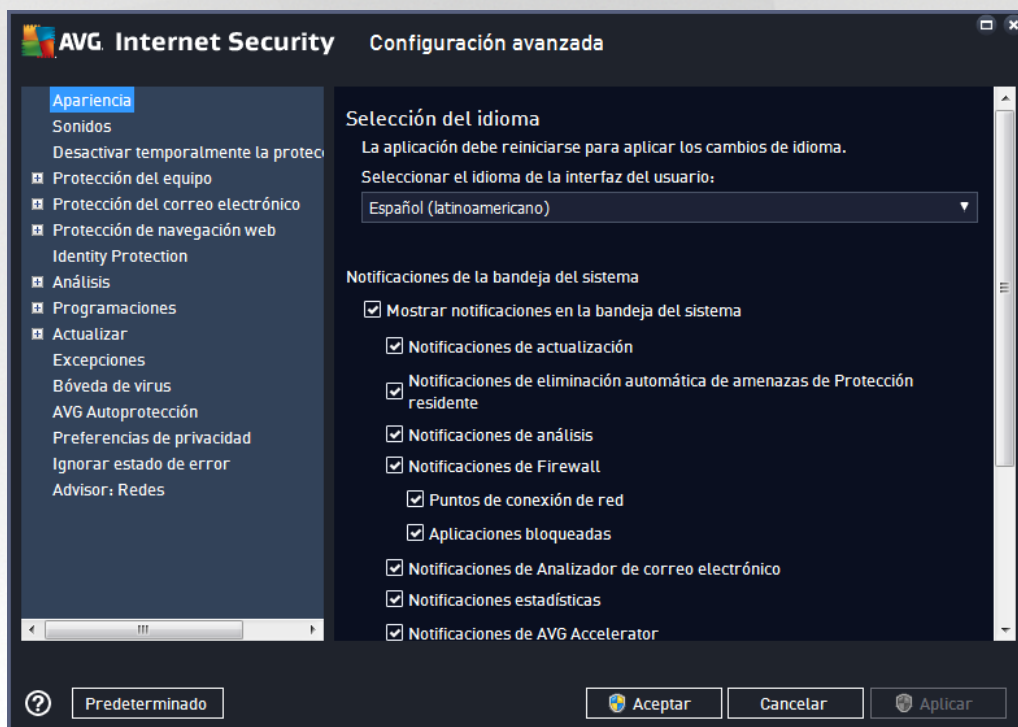 AVG. Internet Security
Configuración avanzada
Apariencia
Sonidos
Desactivar temporalmente la protec
Protección del equipo
Protección del correo electrónico
Protección de navegación web
Identity Protection
Análisis
Programaciones
Actualizar
Excepciones
Bóveda de virus
AVG Autoprotección
Preferencias de privacidad
Ignorar estado de error
Advisor: Redes
Selección del idioma
La aplicación debe reiniciarse para aplicar los cambios de idioma.
Seleccionar el idioma de la interfaz del usuario:
Español (latinoamericano)
Notificaciones de la bandeja del sistema
Mostrar notificaciones en la bandeja del sistema
Notificaciones de actualización
Notificaciones de eliminación automática de amenazas de Protección
residente
Notificaciones de análisis
Notificaciones de Firewall
Puntos de conexión de red
Aplicaciones bloqueadas
Notificaciones de Analizador de correo electrónico
Notificaciones estadísticas
Notificaciones de AVG Accelerator
?
Predeterminado
Aceptar
Cancelar
Aplicar